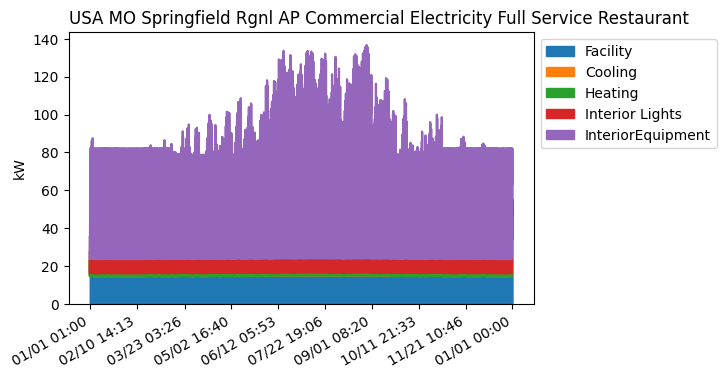 USA MO Springfield Rgnl AP Commercial Electricity Full Service Restaurant
140
120
100
80
60
40
20
0
kW
01/01 01:00
02/10 14:13
03/23 03:26
05/02 16:40
06/12 05:53
07/22 19:06
09/01 08:20
10/11 21:33
11/21 10:46
01/01 00:00
Facility
Cooling
Heating
Interior Lights
InteriorEquipment